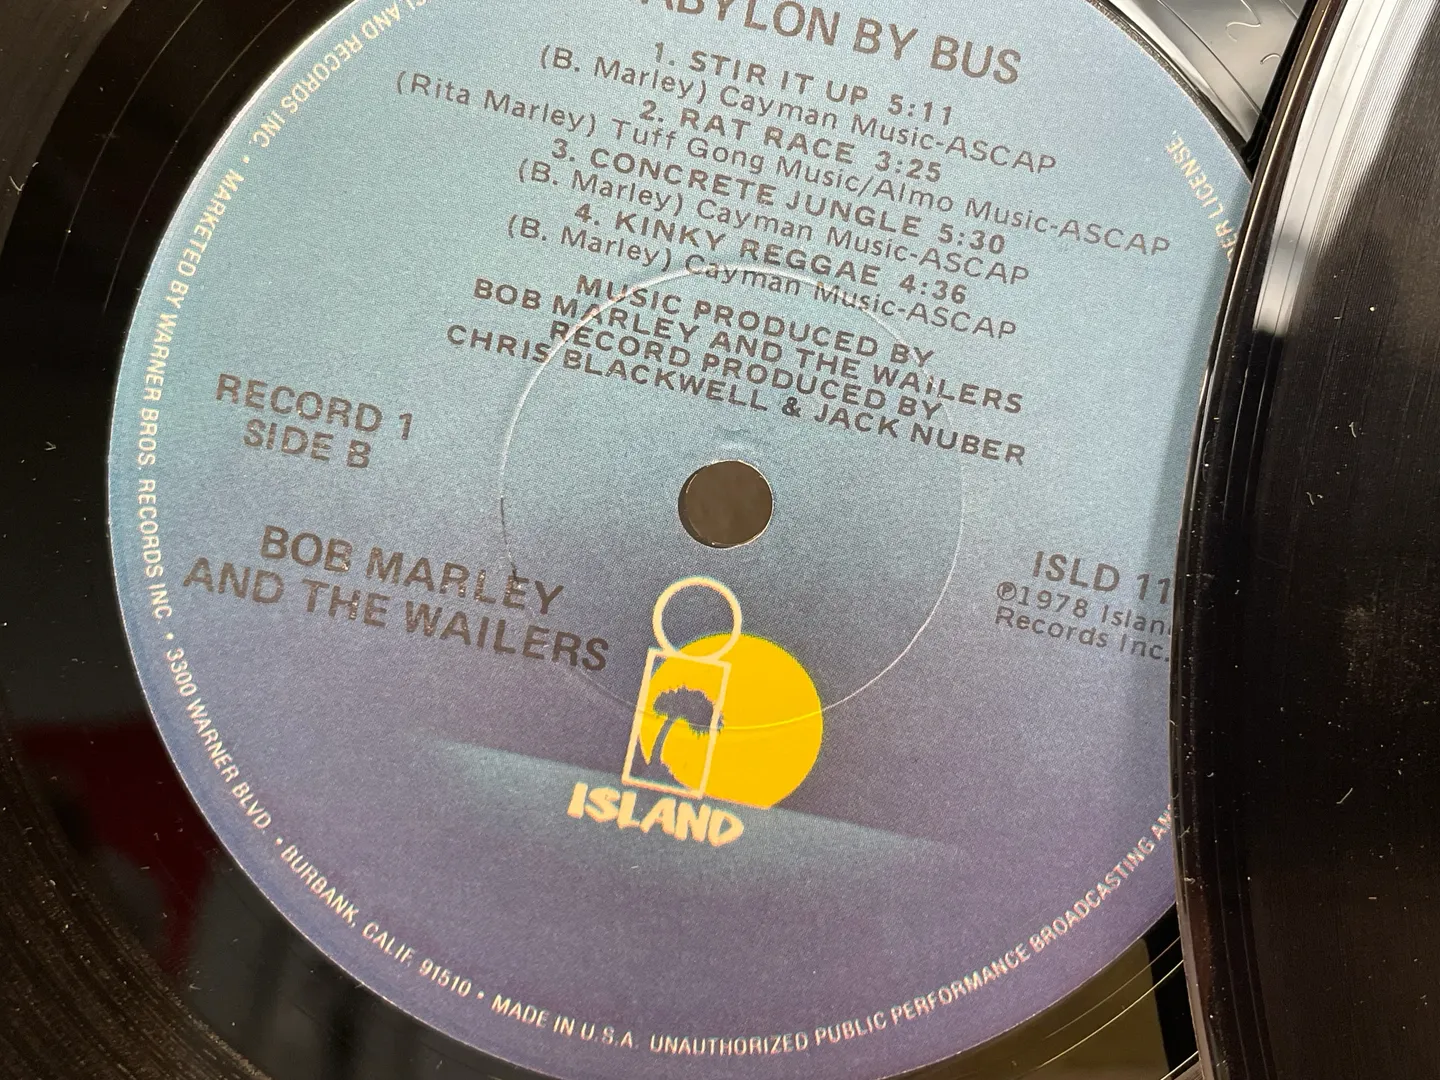 BABYLON BY BUS
1. STIR IT UP 5:11
(B. Marley) Cayman Music-ASCAP
2. RAT RACE 3:25
(Rita Marley) Tuff Gong Music/Almo Music-ASCAP
3. CONCRETE JUNGLE 5:30
(B. Marley) Cayman Music-ASCAP
4. KINKY REGGAE 4:36
(B. Marley) Cayman Music-ASCAP
MUSIC PRODUCED BY
BOB MARLEY AND THE WAILERS
RECORD PRODUCED BY
CHRIS BLACKWELL & JACK NUBER
RECORD 1
SIDE B
BOB MARLEY
AND THE WAILERS
ISLD 11
℗1978 Island
Records Inc.
ISLAND
ISLAND RECORDS INC. • MARKETED BY WARNER BROS. RECORDS INC. • 3300 WARNER BLVD. • BURBANK, CALIF. 91510 • MADE IN U.S.A. UNAUTHORIZED PUBLIC PERFORMANCE BROADCASTING AND
LICENSE.